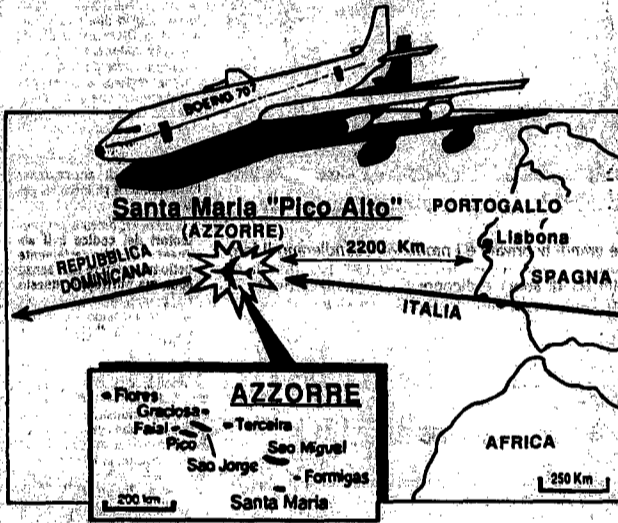 BOEING 707
Santa Maria "Pico Alto"
(AZZORRE)
PORTOGALLO
Lisbona
2200 Km
SPAGNA
REPUBBLICA
DOMINICANA
ITALIA
AZZORRE
Flores
Graciosa
Faial
Terceira
Pico
Sao Jorge
Sao Miguel
Formigas
Santa Maria
200 km
AFRICA
250 Km